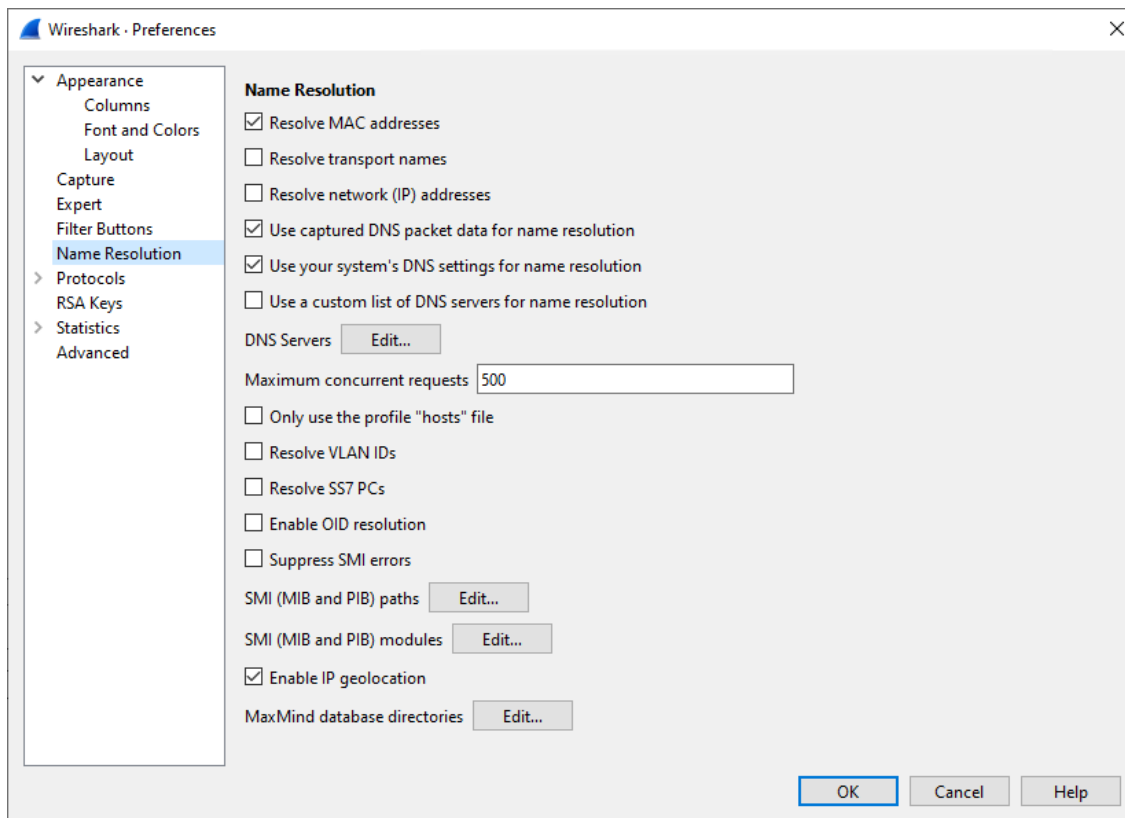 Wireshark · Preferences
Appearance
Columns
Font and Colors
Layout
Capture
Expert
Filter Buttons
Name Resolution
Protocols
RSA Keys
Statistics
Advanced
Name Resolution
Resolve MAC addresses
Resolve transport names
Resolve network (IP) addresses
Use captured DNS packet data for name resolution
Use your system's DNS settings for name resolution
Use a custom list of DNS servers for name resolution
DNS Servers Edit...
Maximum concurrent requests 500
Only use the profile "hosts" file
Resolve VLAN IDs
Resolve SS7 PCs
Enable OID resolution
Suppress SMI errors
SMI (MIB and PIB) paths Edit...
SMI (MIB and PIB) modules Edit...
Enable IP geolocation
MaxMind database directories Edit...
OK Cancel Help